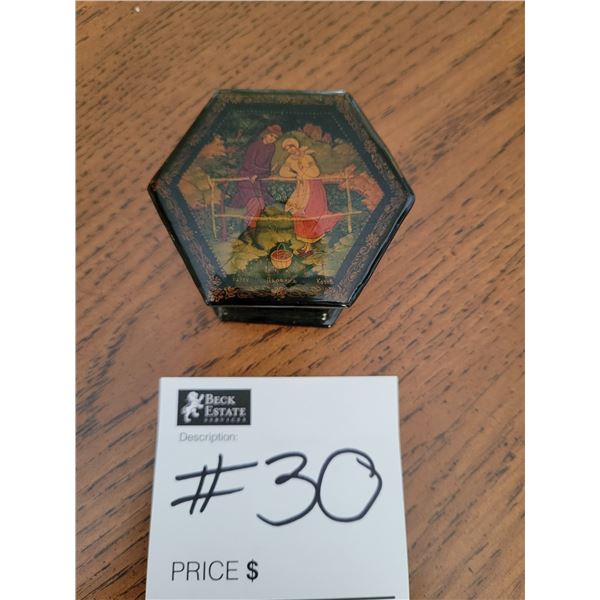 BECK
ESTATE
SERVICES
Description:
#30
PRICE $